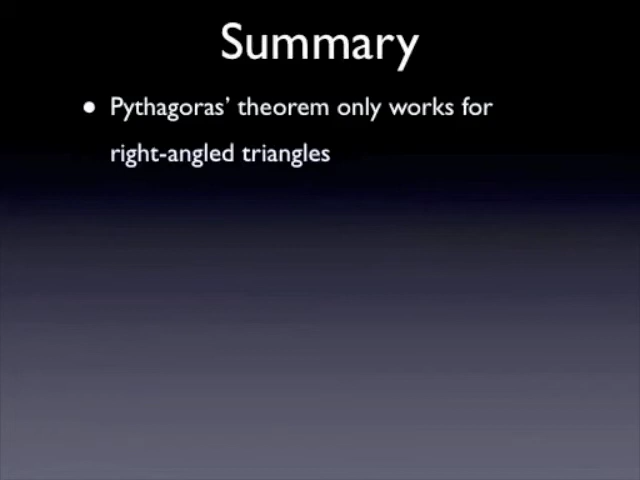 Summary
• Pythagoras’ theorem only works for
right-angled triangles